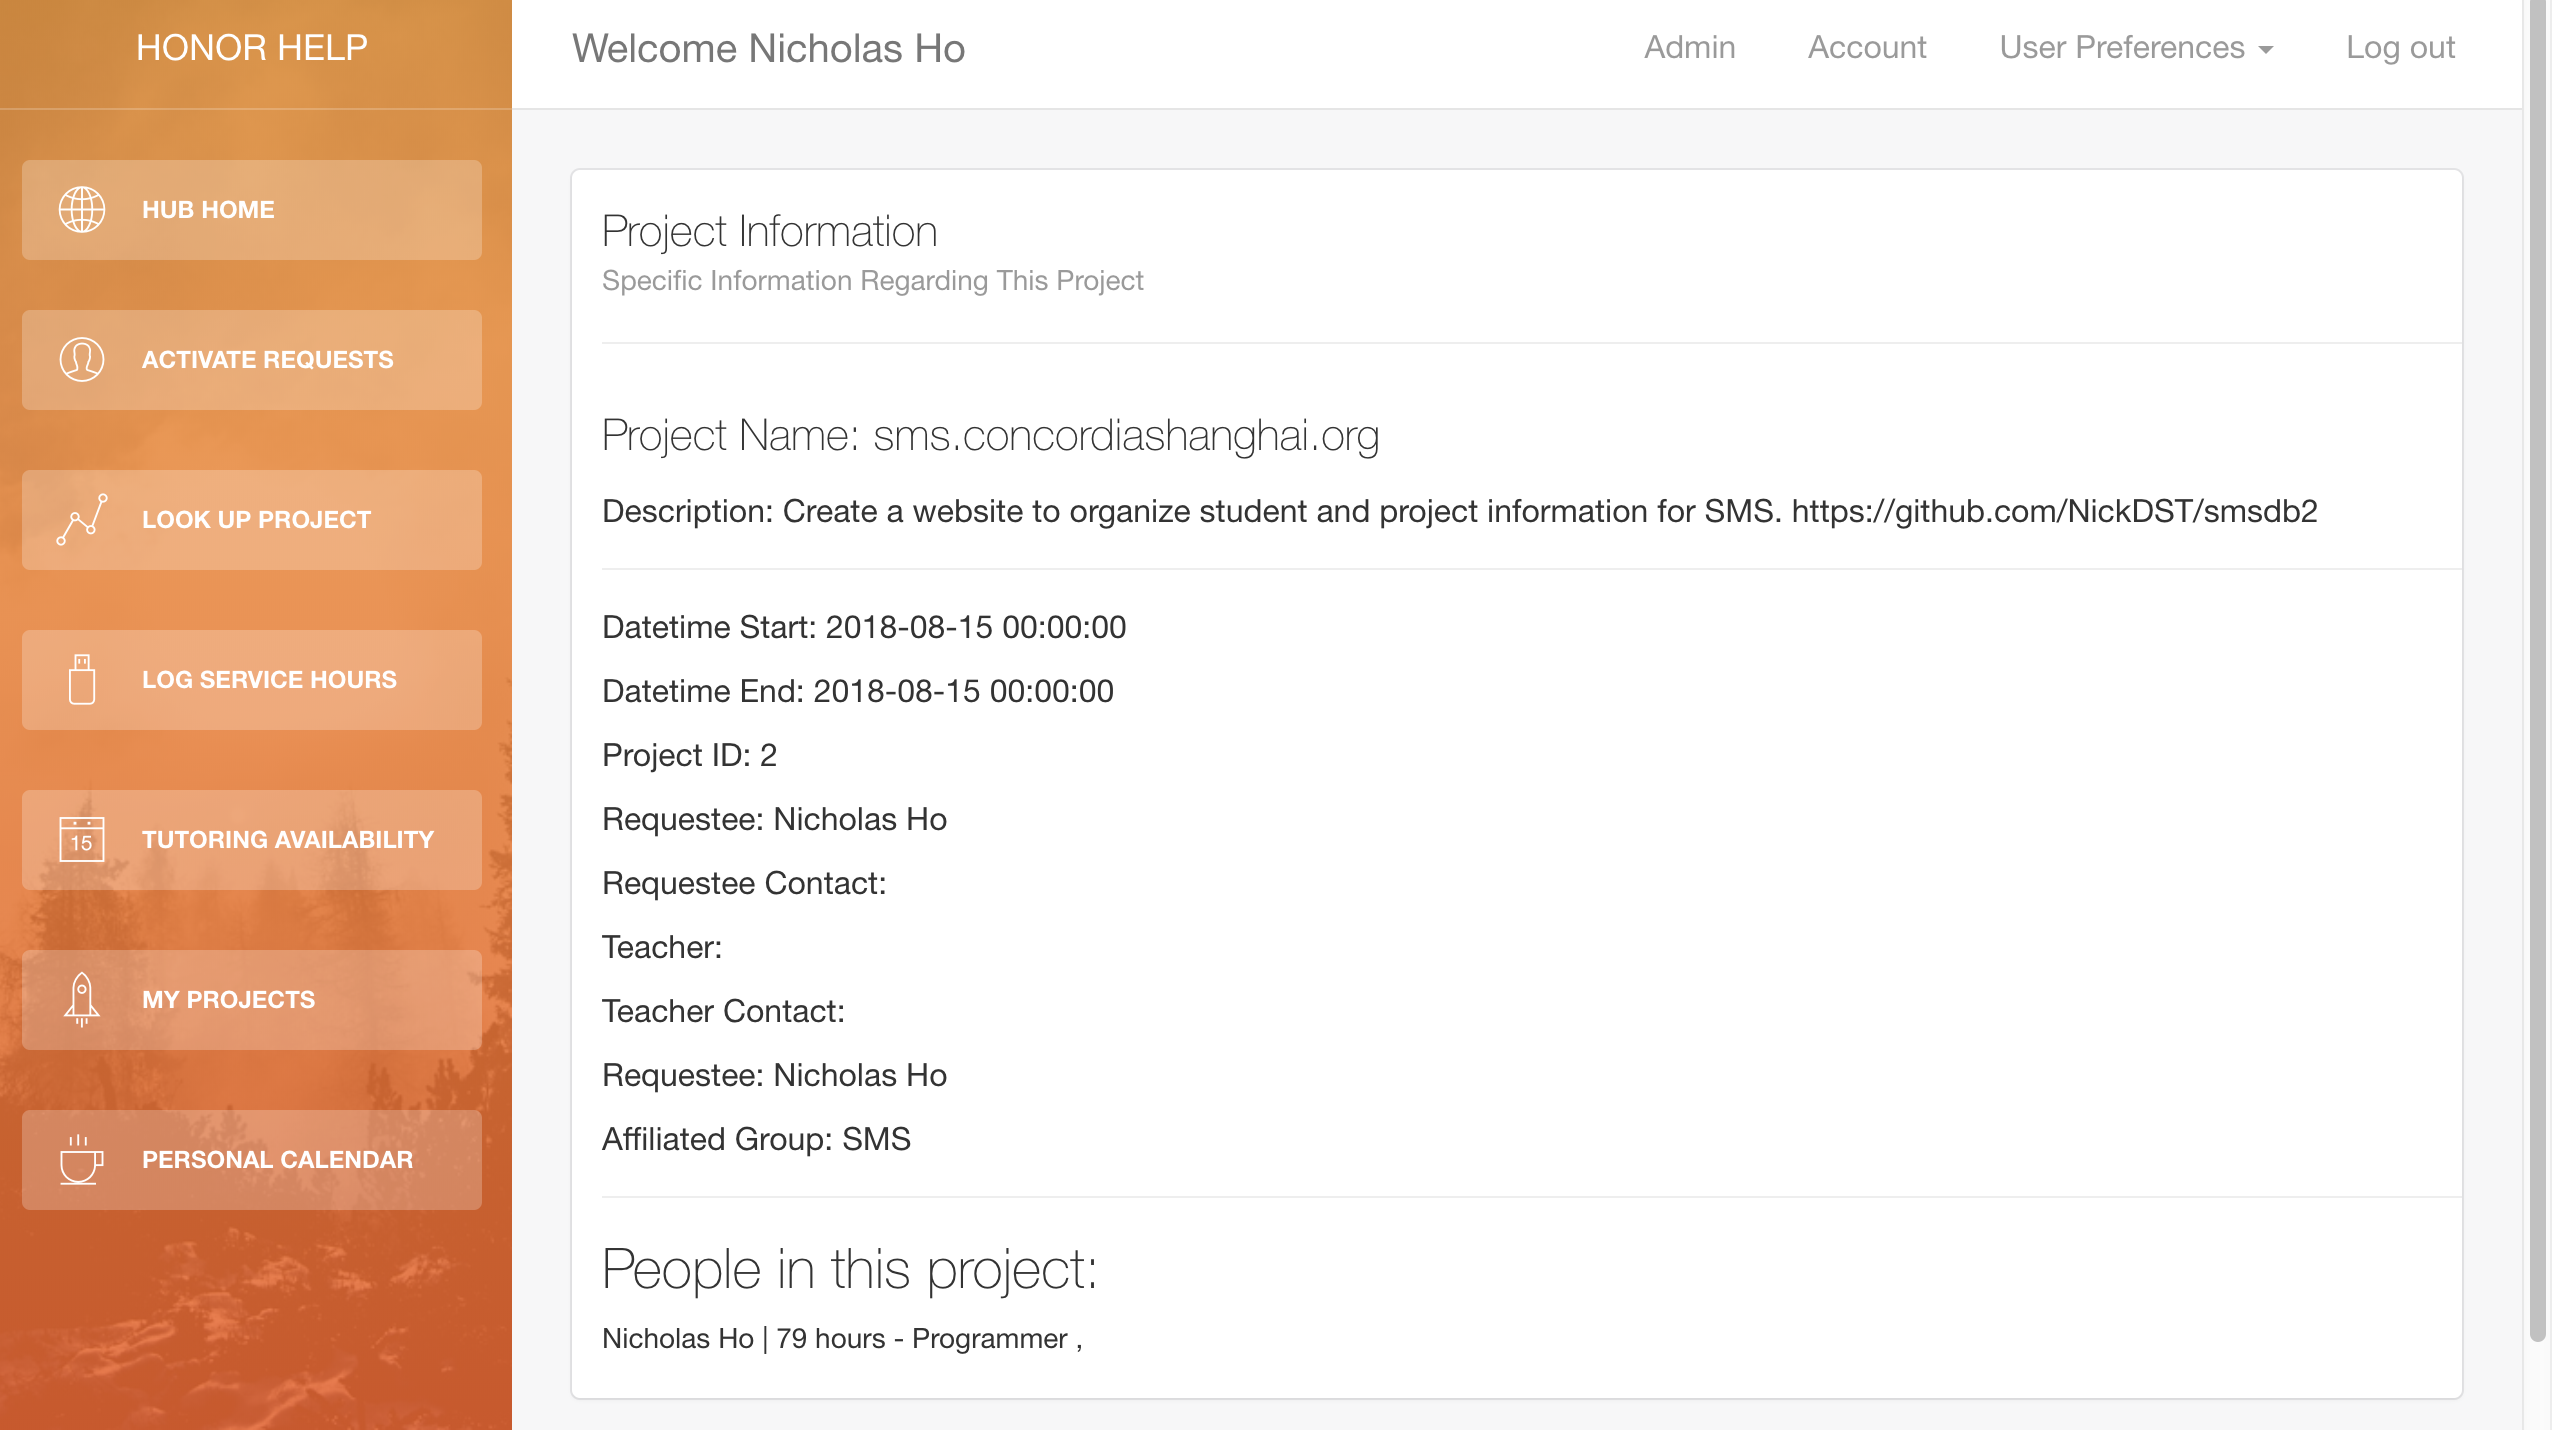 HONOR HELP
HUB HOME
ACTIVATE REQUESTS
LOOK UP PROJECT
LOG SERVICE HOURS
15
TUTORING AVAILABILITY
MY PROJECTS
PERSONAL CALENDAR
Welcome Nicholas Ho
Admin
Account
User Preferences
Log out
Project Information
Specific Information Regarding This Project
Project Name: sms.concordiashanghai.org
Description: Create a website to organize student and project information for SMS. https://github.com/NickDST/smsdb2
Datetime Start: 2018-08-15 00:00:00
Datetime End: 2018-08-15 00:00:00
Project ID: 2
Requestee: Nicholas Ho
Requestee Contact:
Teacher:
Teacher Contact:
Requestee: Nicholas Ho
Affiliated Group: SMS
People in this project:
Nicholas Ho | 79 hours - Programmer ,